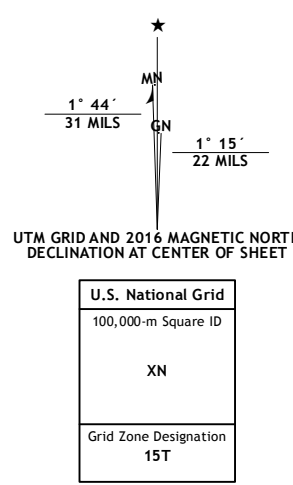 MN
1° 44´
31 MILS
GN
1° 15´
22 MILS
UTM GRID AND 2016 MAGNETIC NORT
DECLINATION AT CENTER OF SHEET
U.S. National Grid
100,000-m Square ID
XN
Grid Zone Designation
15T